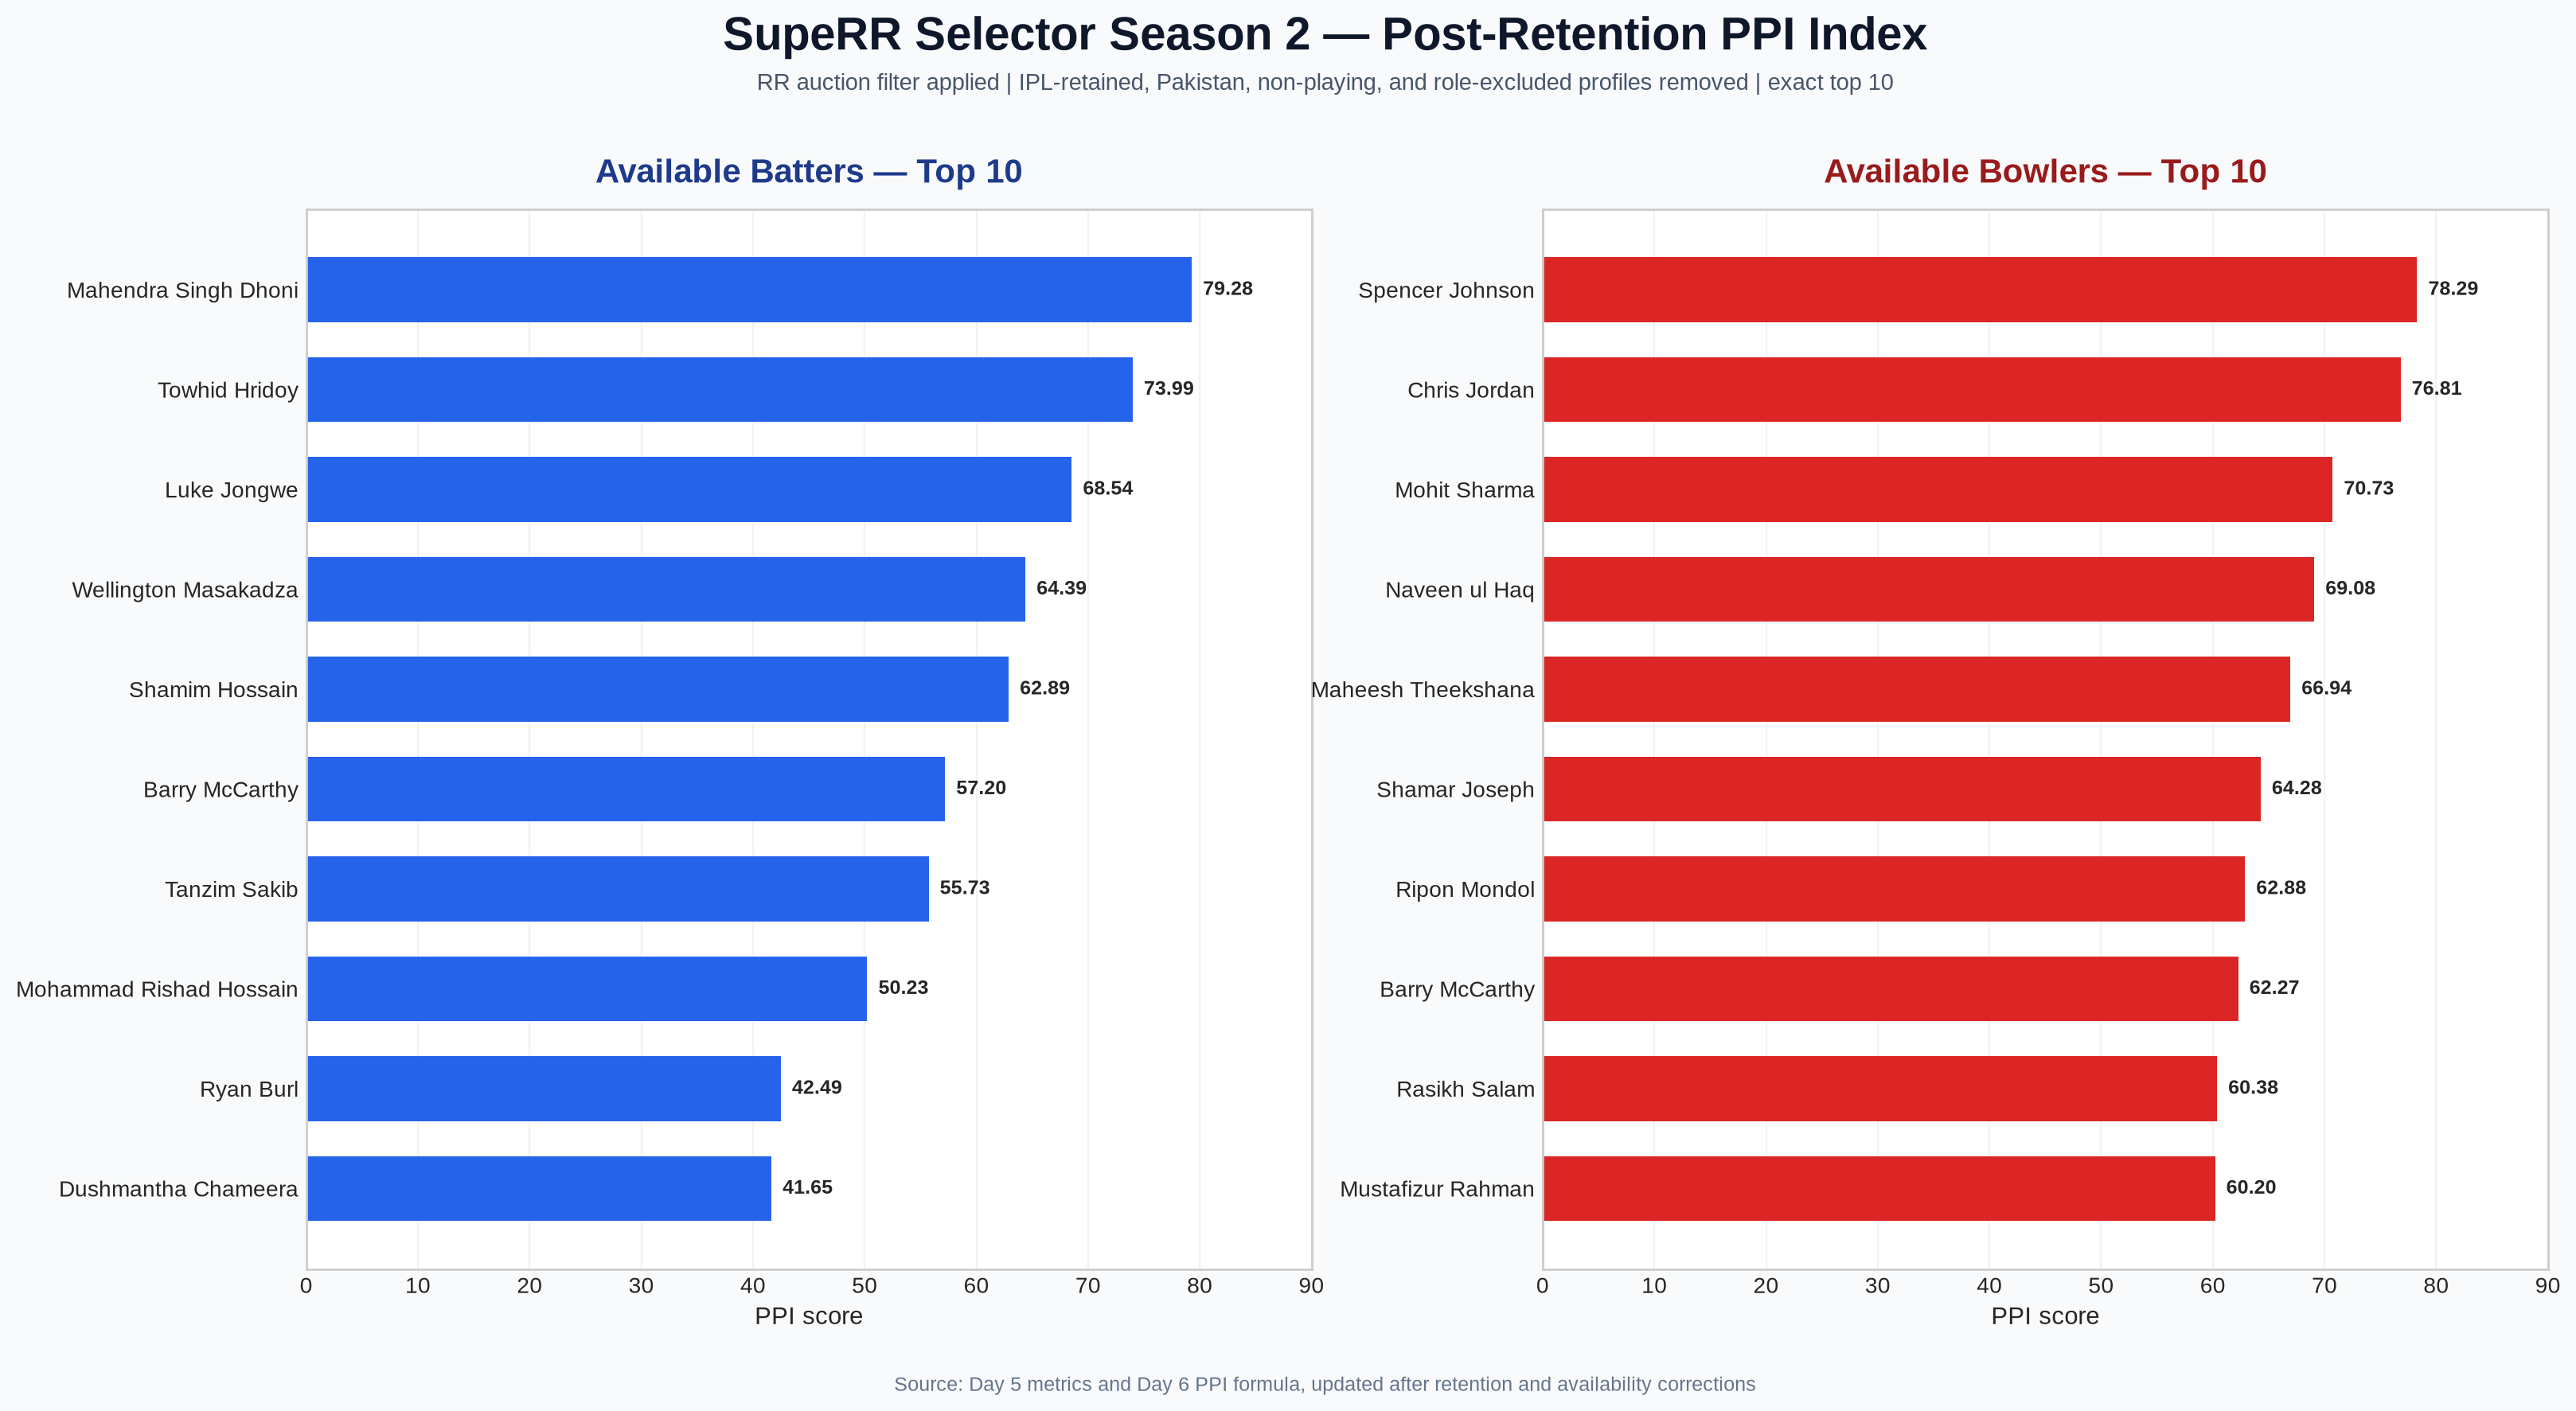 SupeRR Selector Season 2 — Post-Retention PPI Index
RR auction filter applied | IPL-retained, Pakistan, non-playing, and role-excluded profiles removed | exact top 10
Available Batters — Top 10
Mahendra Singh Dhoni 79.28
Towhid Hridoy 73.99
Luke Jongwe 68.54
Wellington Masakadza 64.39
Shamim Hossain 62.89
Barry McCarthy 57.20
Tanzim Sakib 55.73
Mohammad Rishad Hossain 50.23
Ryan Burl 42.49
Dushmantha Chameera 41.65
0 10 20 30 40 50 60 70 80 90
PPI score
Available Bowlers — Top 10
Spencer Johnson 78.29
Chris Jordan 76.81
Mohit Sharma 70.73
Naveen ul Haq 69.08
Maheesh Theekshana 66.94
Shamar Joseph 64.28
Ripon Mondol 62.88
Barry McCarthy 62.27
Rasikh Salam 60.38
Mustafizur Rahman 60.20
0 10 20 30 40 50 60 70 80 90
PPI score
Source: Day 5 metrics and Day 6 PPI formula, updated after retention and availability corrections